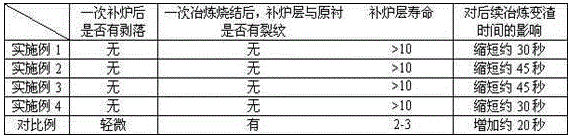 一次补炉后 一次冶炼烧结后，补炉层与原衬 补炉层寿命 对后续冶炼变渣
是否有剥落 是否有裂纹 时间的影响
实施例 1 无 无 >10 缩短约 30 秒
实施例 2 无 无 >10 缩短约 45 秒
实施例 3 无 无 >10 缩短约 45 秒
实施例 4 无 无 >10 缩短约 30 秒
对比例 轻微 有 2-3 增加约 20 秒